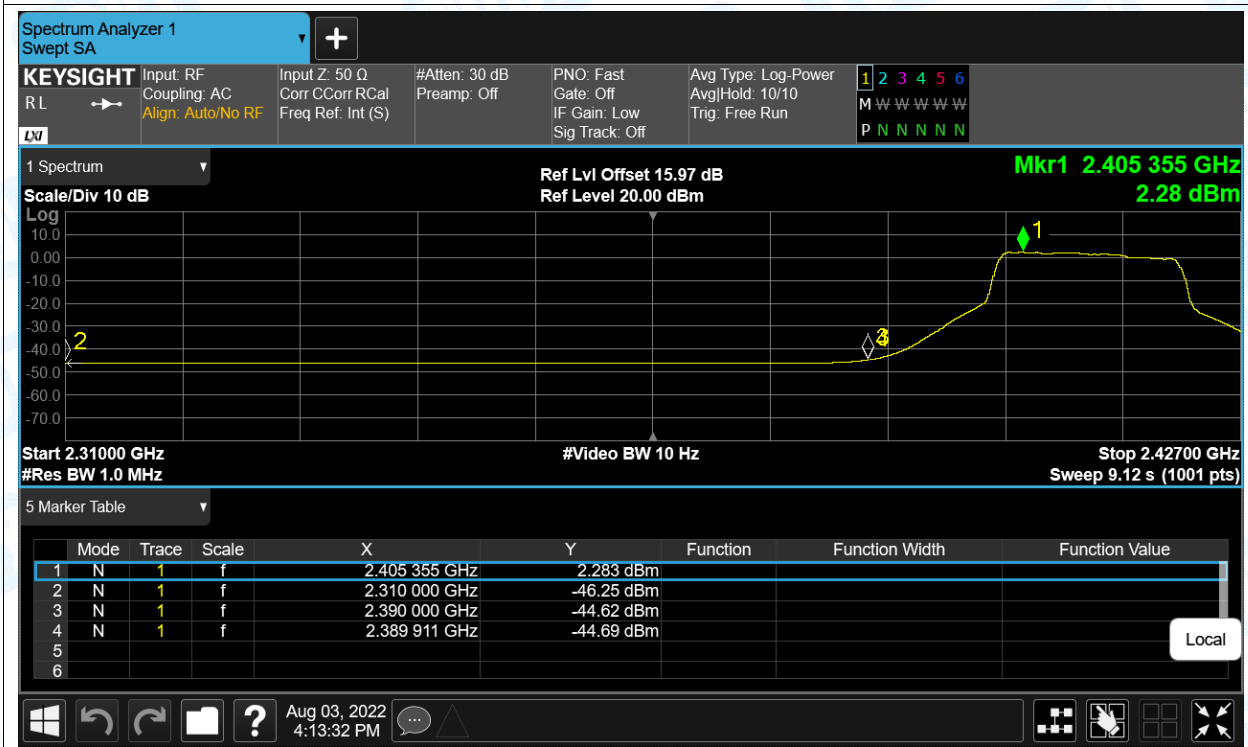 Spectrum Analyzer 1
Swept SA
+
KEYSIGHT
R L
LXI
Input: RF
Coupling: AC
Align: Auto/No RF
Input Z: 50 Ω
Corr CCorr RCal
Freq Ref: Int (S)
#Atten: 30 dB
Preamp: Off
PNO: Fast
Gate: Off
IF Gain: Low
Sig Track: Off
Avg Type: Log-Power
Avg|Hold: 10/10
Trig: Free Run
1 2 3 4 5 6
M W W W W W
P N N N N N
1 Spectrum
Scale/Div 10 dB
Ref Lvl Offset 15.97 dB
Ref Level 20.00 dBm
Mkr1 2.405 355 GHz
2.28 dBm
Log
10.0
0.00
-10.0
-20.0
-30.0
-40.0
-50.0
-60.0
-70.0
1
2
Start 2.31000 GHz
#Video BW 10 Hz
Stop 2.42700 GHz
#Res BW 1.0 MHz
Sweep 9.12 s (1001 pts)
5 Marker Table
Mode Trace Scale X Y Function Function Width Function Value
1 N 1 f 2.405 355 GHz 2.283 dBm
2 N 1 f 2.310 000 GHz -46.25 dBm
3 N 1 f 2.390 000 GHz -44.62 dBm
4 N 1 f 2.389 911 GHz -44.69 dBm
5
6
Local
?
Aug 03, 2022
4:13:32 PM